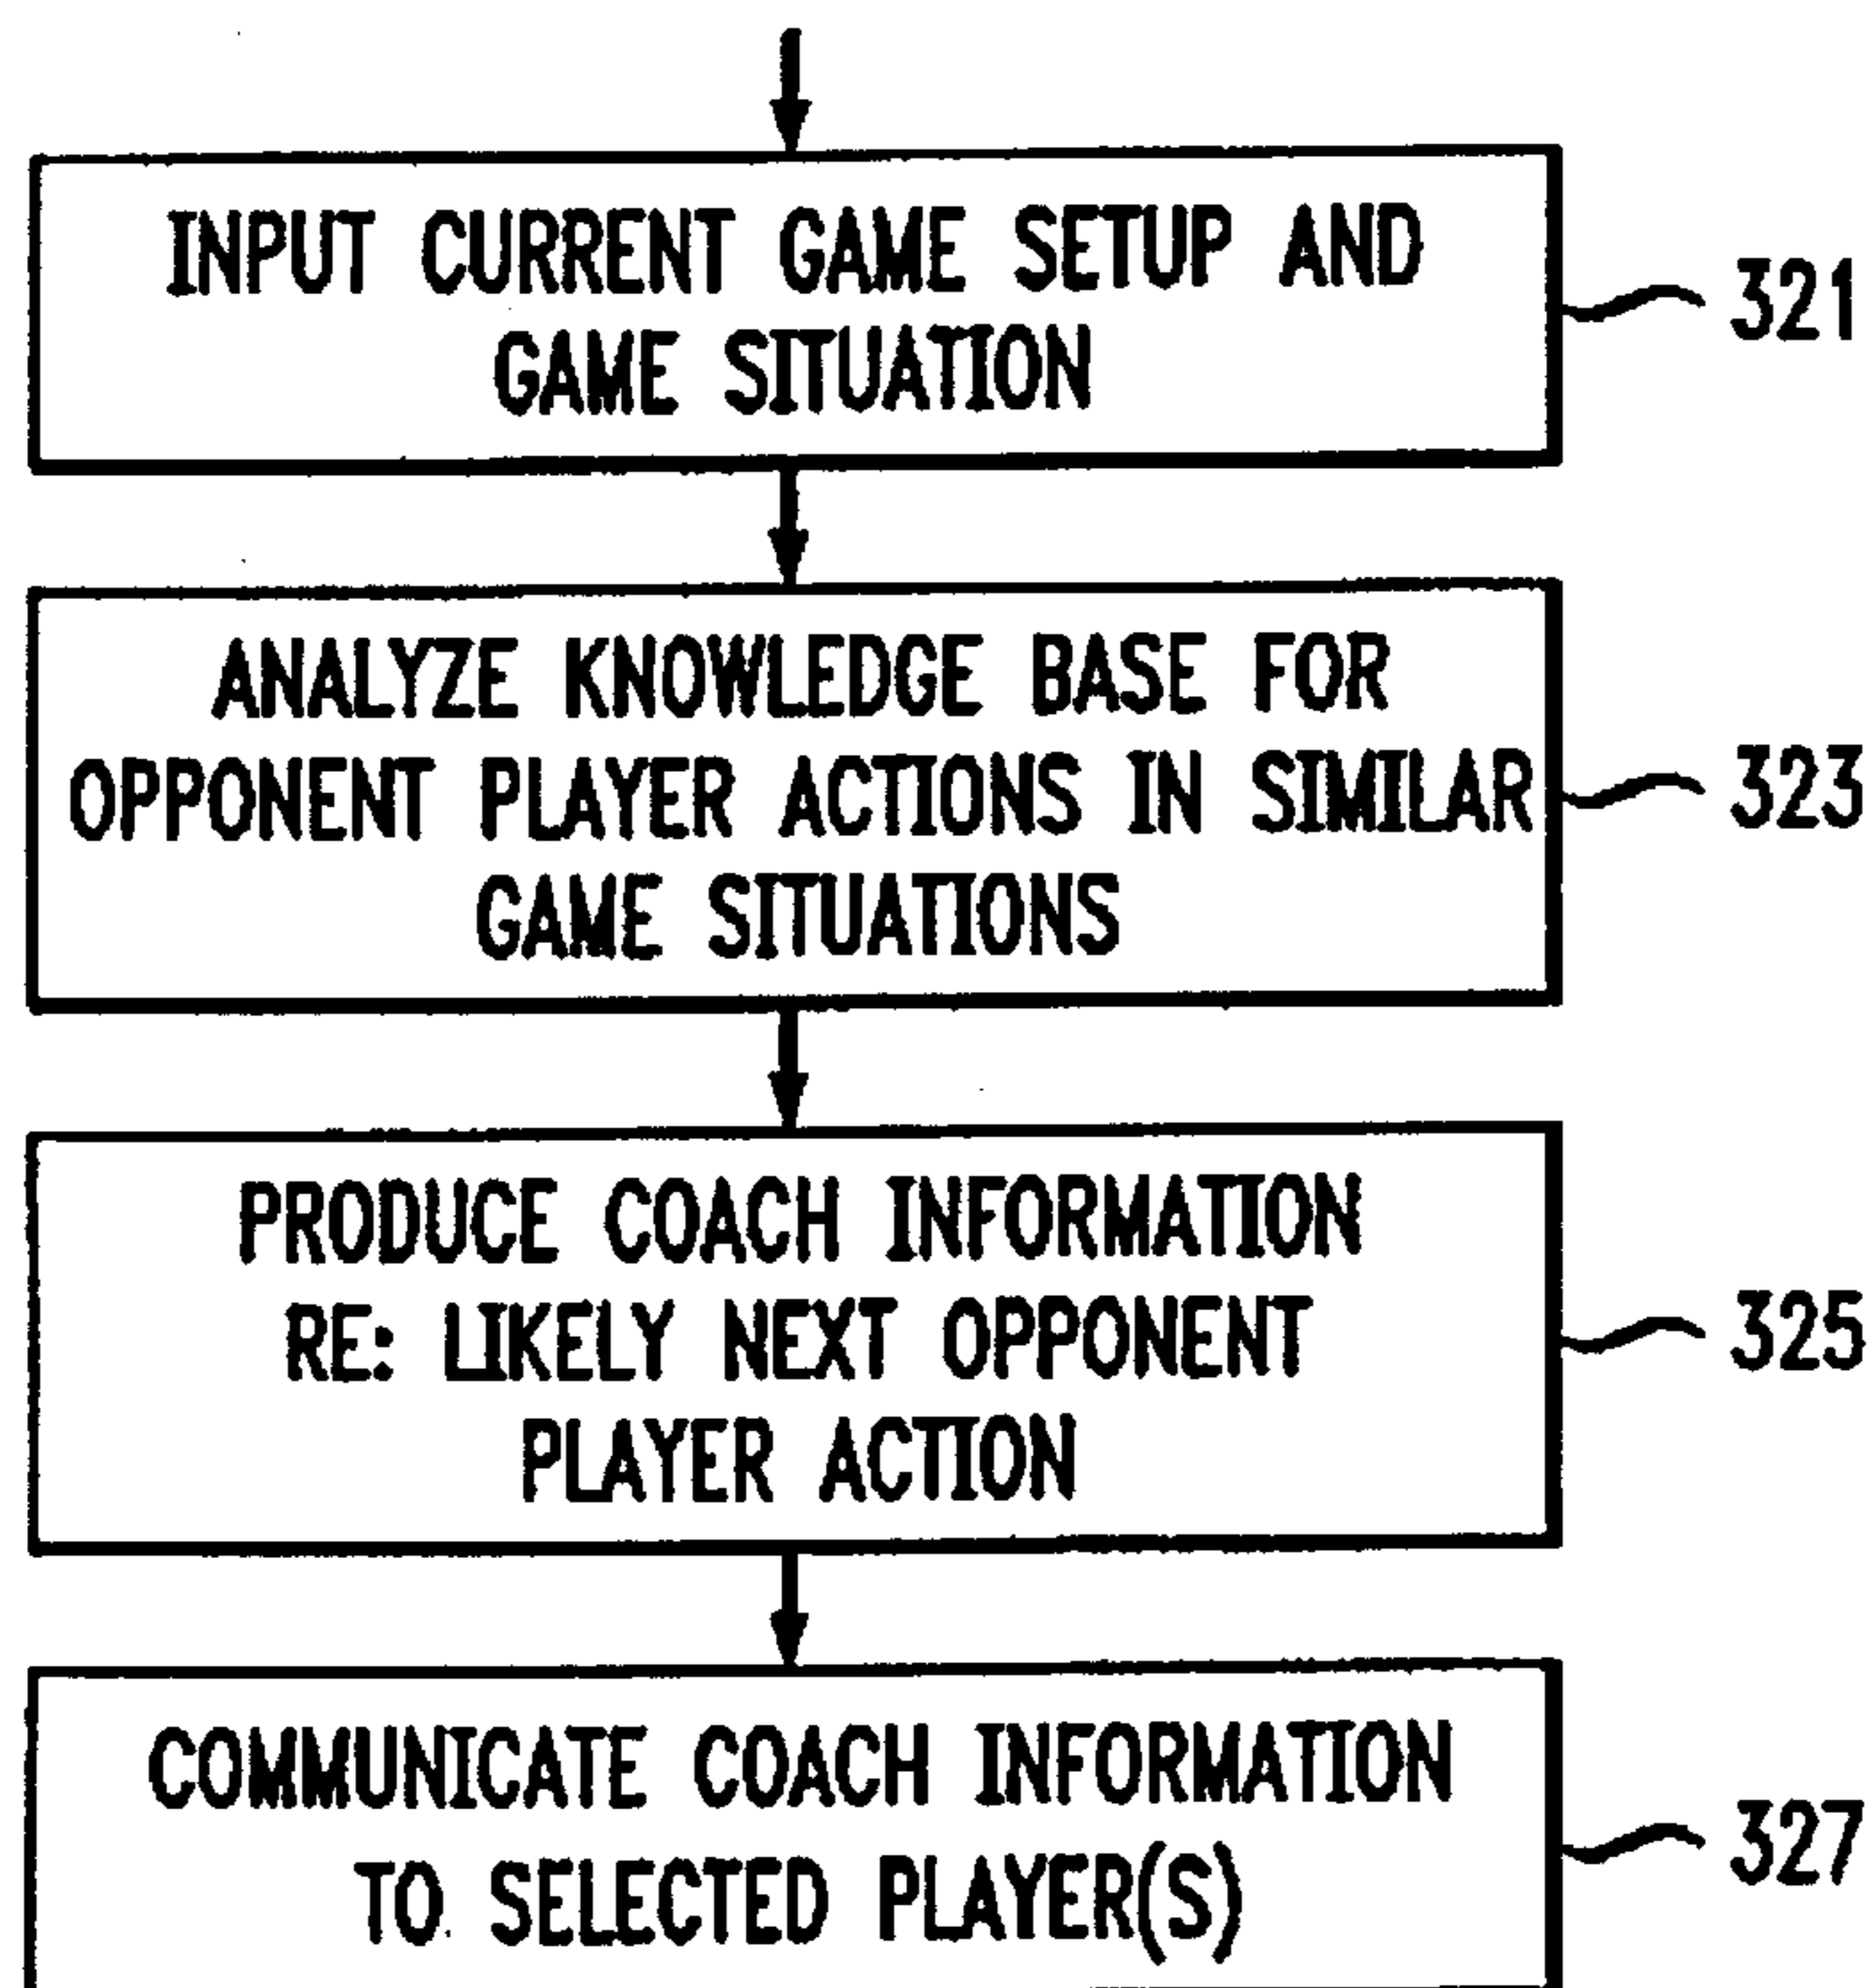 INPUT CURRENT GAME SETUP AND
GAME SITUATION
321
ANALYZE KNOWLEDGE BASE FOR
OPPONENT PLAYER ACTIONS IN SIMILAR
GAME SITUATIONS
323
PRODUCE COACH INFORMATION
RE: LIKELY NEXT OPPONENT
PLAYER ACTION
325
COMMUNICATE COACH INFORMATION
TO SELECTED PLAYER(S)
327